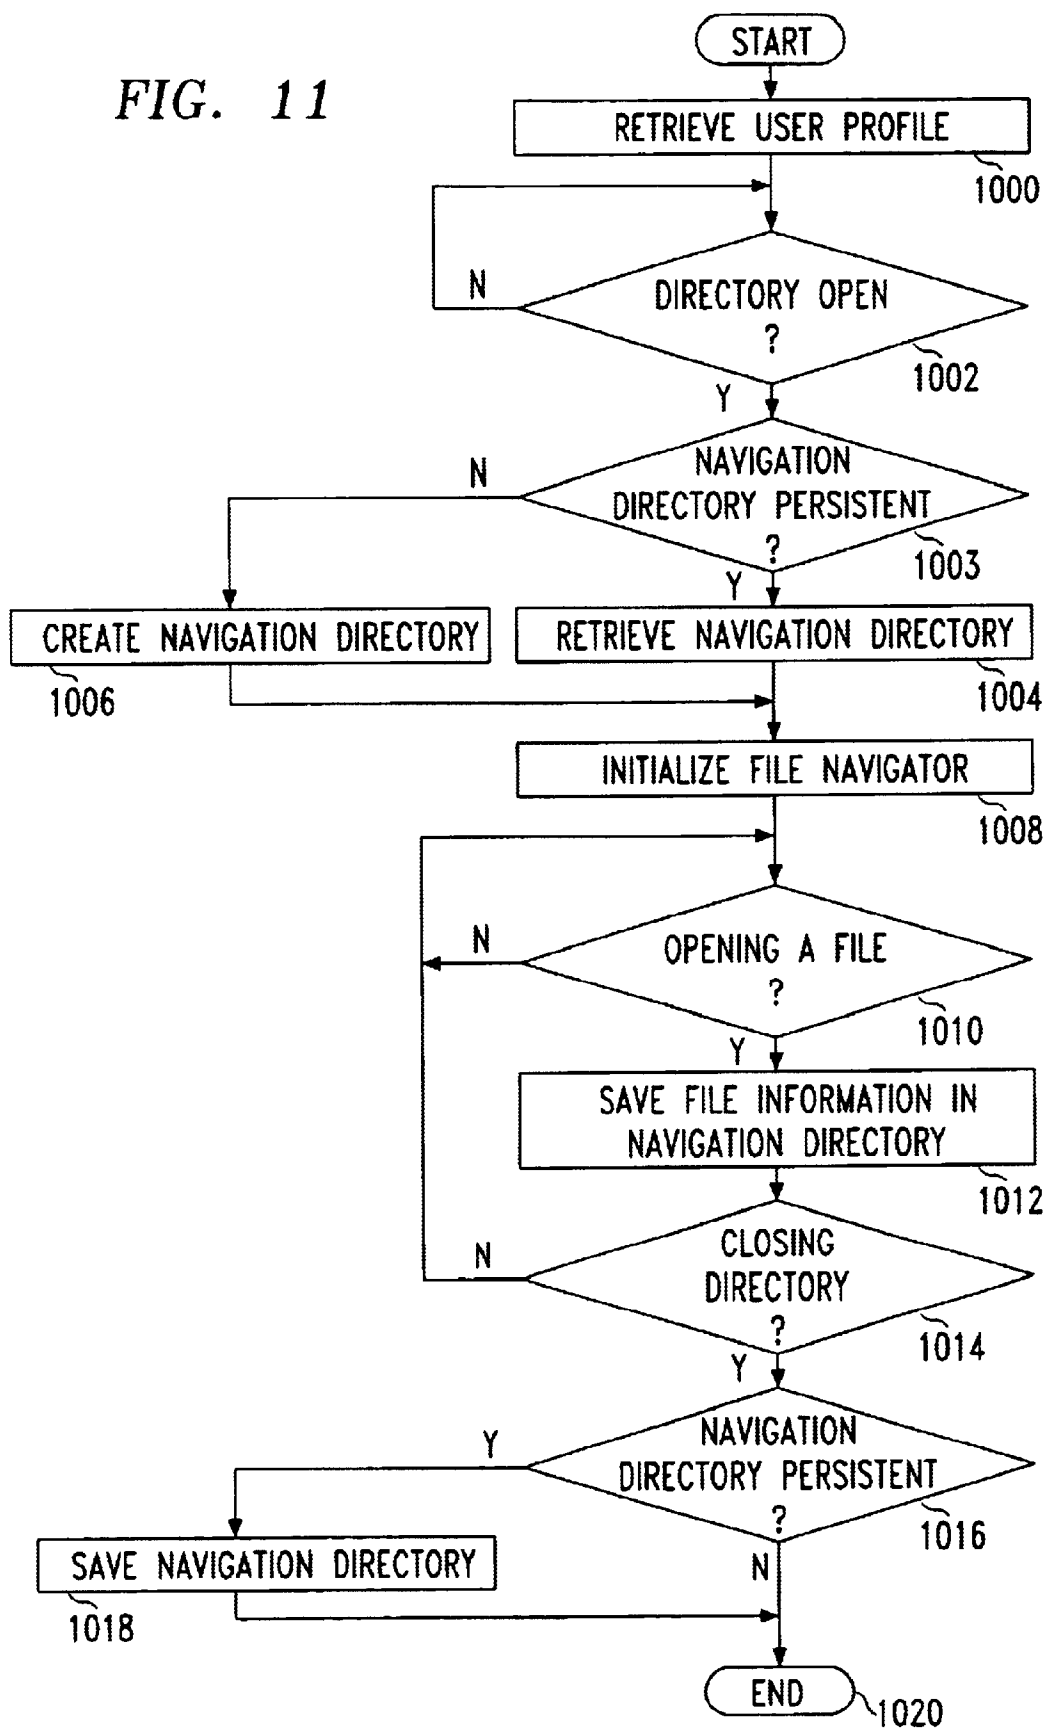 START
FIG. 11
RETRIEVE USER PROFILE
1000
N
DIRECTORY OPEN
?
1002
Y
NAVIGATION
DIRECTORY PERSISTENT
?
1003
N
Y
CREATE NAVIGATION DIRECTORY
1006
RETRIEVE NAVIGATION DIRECTORY
1004
INITIALIZE FILE NAVIGATOR
1008
N
OPENING A FILE
?
1010
Y
SAVE FILE INFORMATION IN
NAVIGATION DIRECTORY
1012
N
CLOSING
DIRECTORY
?
1014
Y
NAVIGATION
DIRECTORY PERSISTENT
?
1016
Y
SAVE NAVIGATION DIRECTORY
1018
N
END
1020